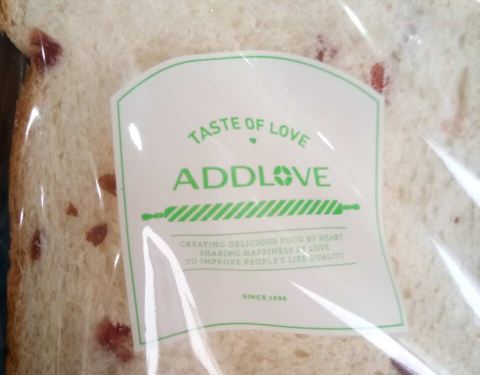 TASTE OF LOVE
ADDLOVE
CREATING DELICIOUS FOOD BY HEART
SHARING HAPPINESS OF LOVE
TO IMPROVE PEOPLE'S LIFE QUALITY
SINCE 1996